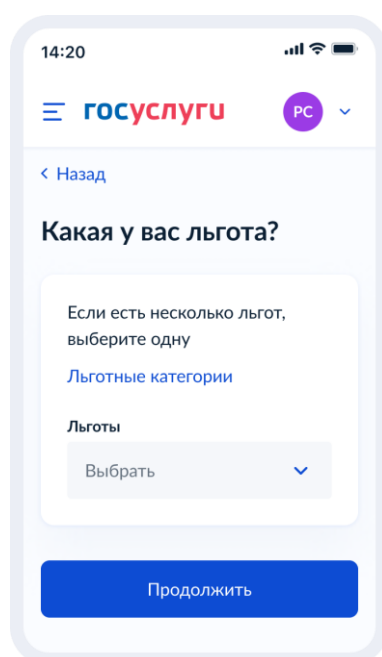 14:20
госуслуги
РС
Назад
Какая у вас льгота?
Если есть несколько льгот,
выберите одну
Льготные категории
Льготы
Выбрать
Продолжить